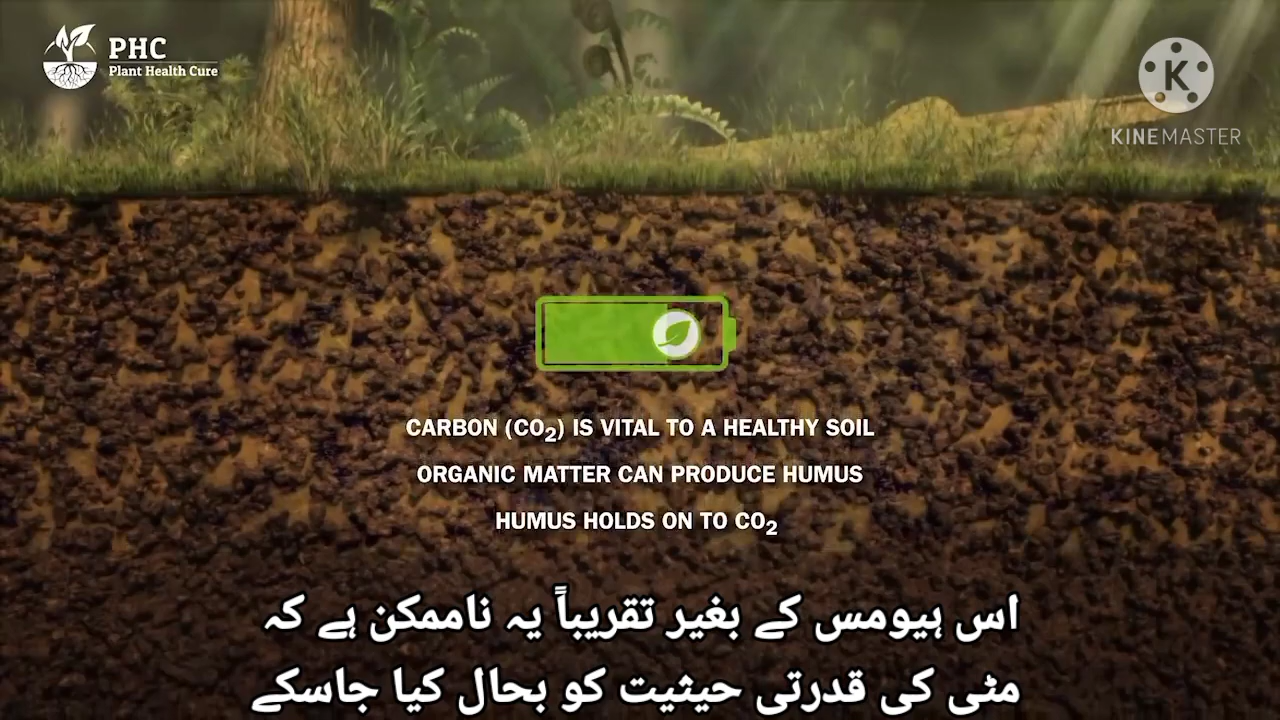 PHC
Plant Health Cure
K
KINEMASTER
CARBON (CO₂) IS VITAL TO A HEALTHY SOIL
ORGANIC MATTER CAN PRODUCE HUMUS
HUMUS HOLDS ON TO CO₂
اس ہیومس کے بغیر تقریباً یہ ناممکن ہے کہ
مٹی کی قدرتی حیثیت کو بحال کیا جاسکے